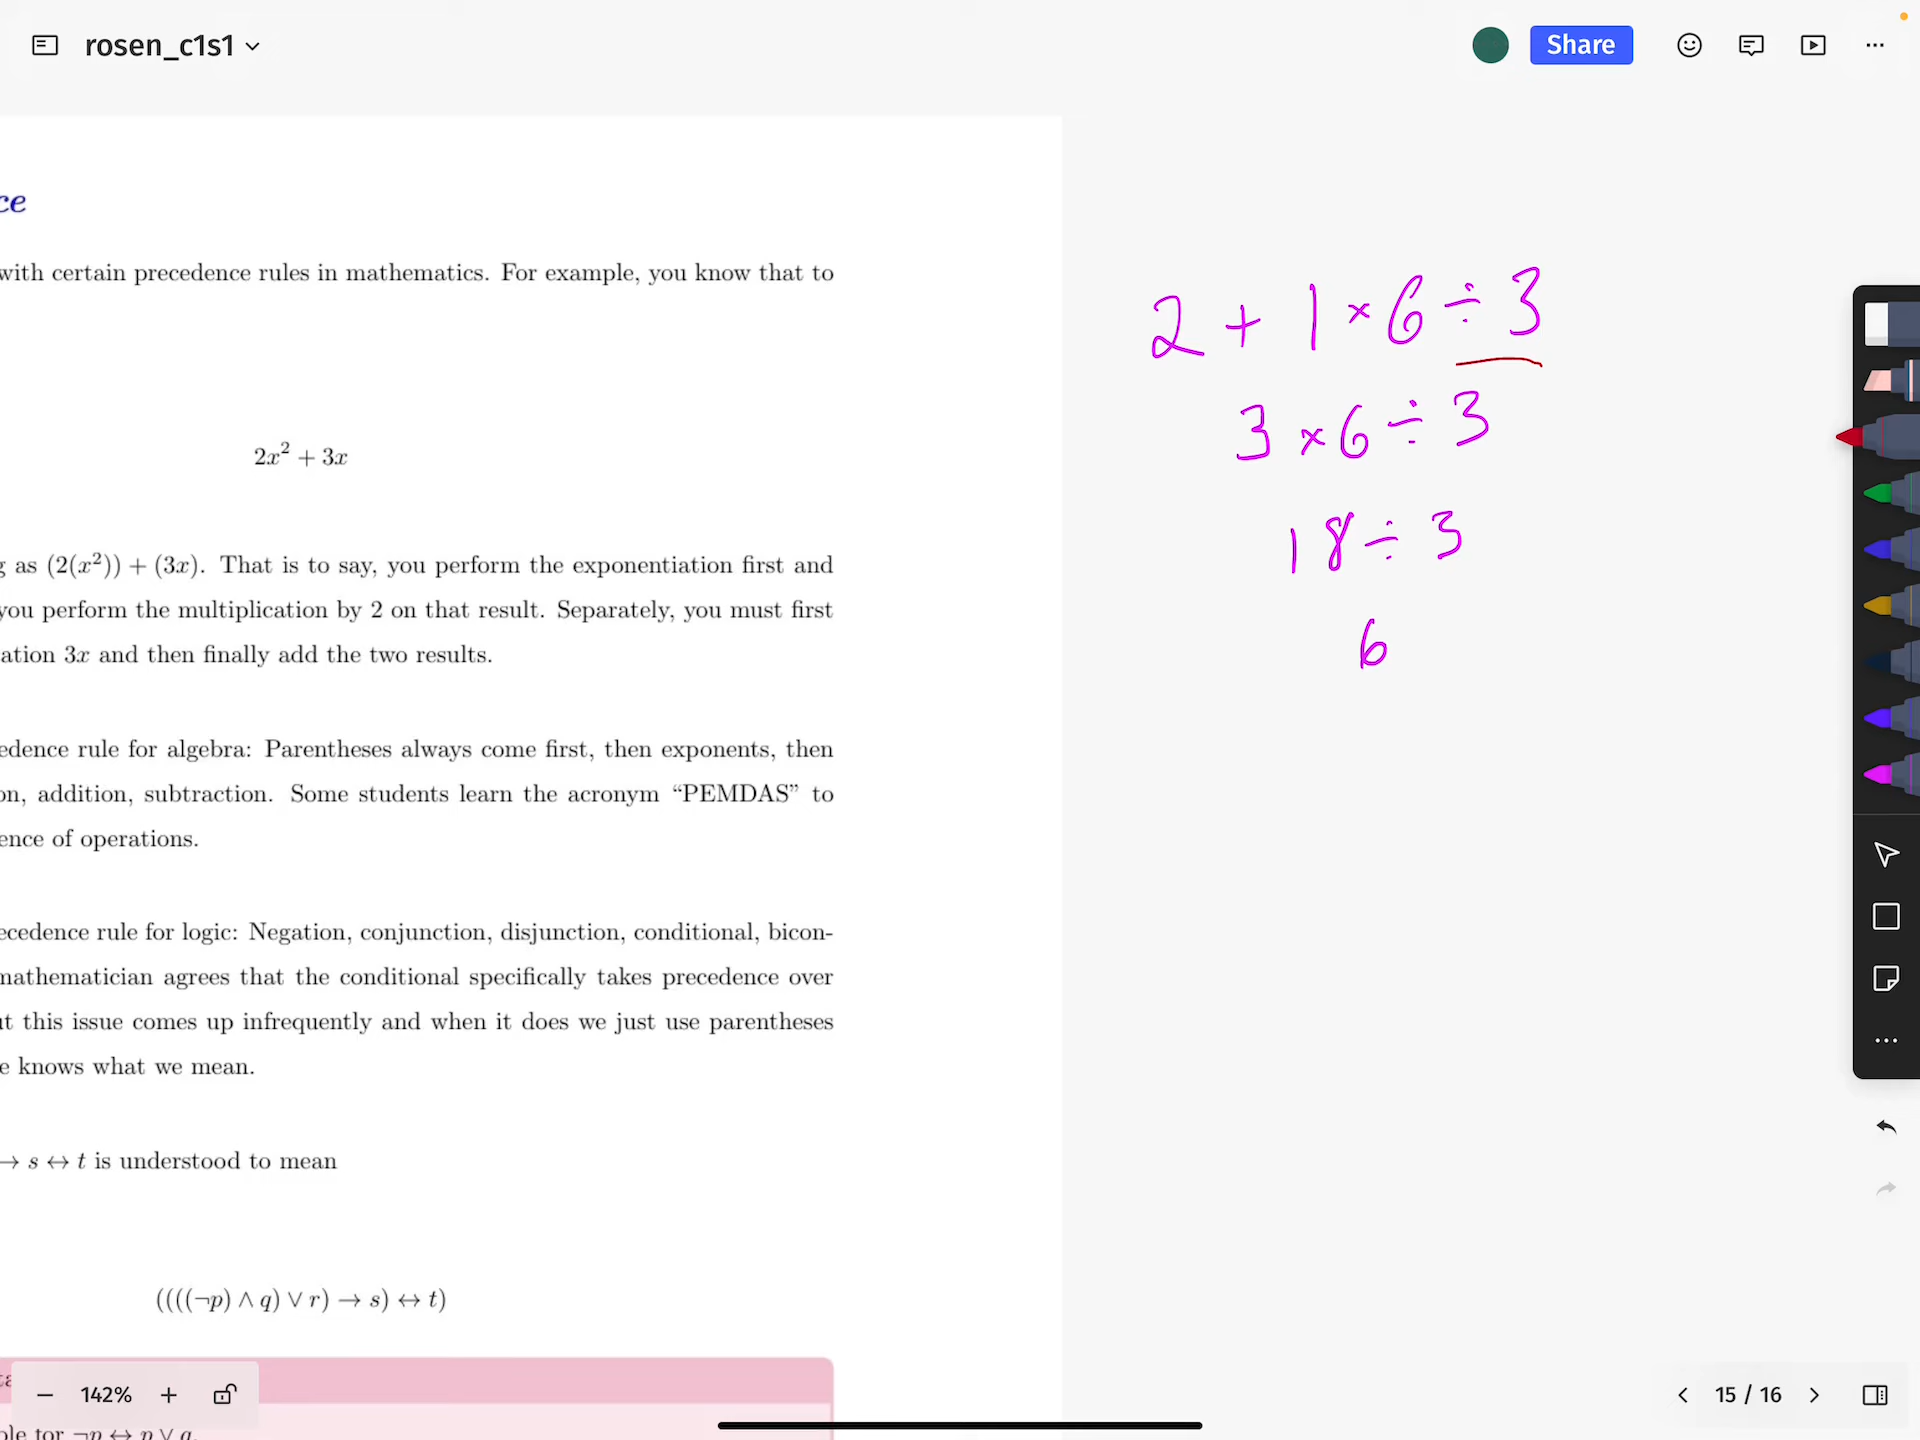 rosen_c1s1
Share
ce
with certain precedence rules in mathematics. For example, you know that to
2x² + 3x
as (2(x²)) + (3x). That is to say, you perform the exponentiation first and
you perform the multiplication by 2 on that result. Separately, you must first
ation 3x and then finally add the two results.
edence rule for algebra: Parentheses always come first, then exponents, then
on, addition, subtraction. Some students learn the acronym “PEMDAS” to
ence of operations.
ecedence rule for logic: Negation, conjunction, disjunction, conditional, bicon-
mathematician agrees that the conditional specifically takes precedence over
this issue comes up infrequently and when it does we just use parentheses
e knows what we mean.
→ s ↔ t is understood to mean
((((¬p) ∧ q) ∨ r) → s) ↔ t)
ble for ¬p ↔ p ∨ q.
2 + 1 × 6 ÷ 3
3 × 6 ÷ 3
18 ÷ 3
6
− 142% +
15 / 16